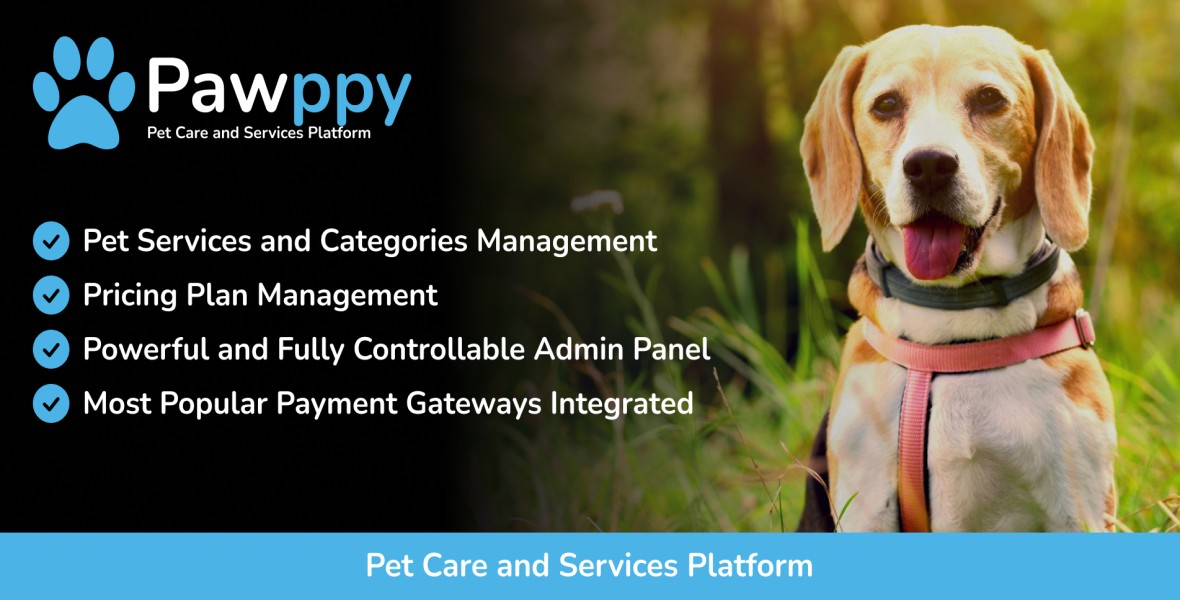 Pawppy
Pet Care and Services Platform
Pet Services and Categories Management
Pricing Plan Management
Powerful and Fully Controllable Admin Panel
Most Popular Payment Gateways Integrated
Pet Care and Services Platform